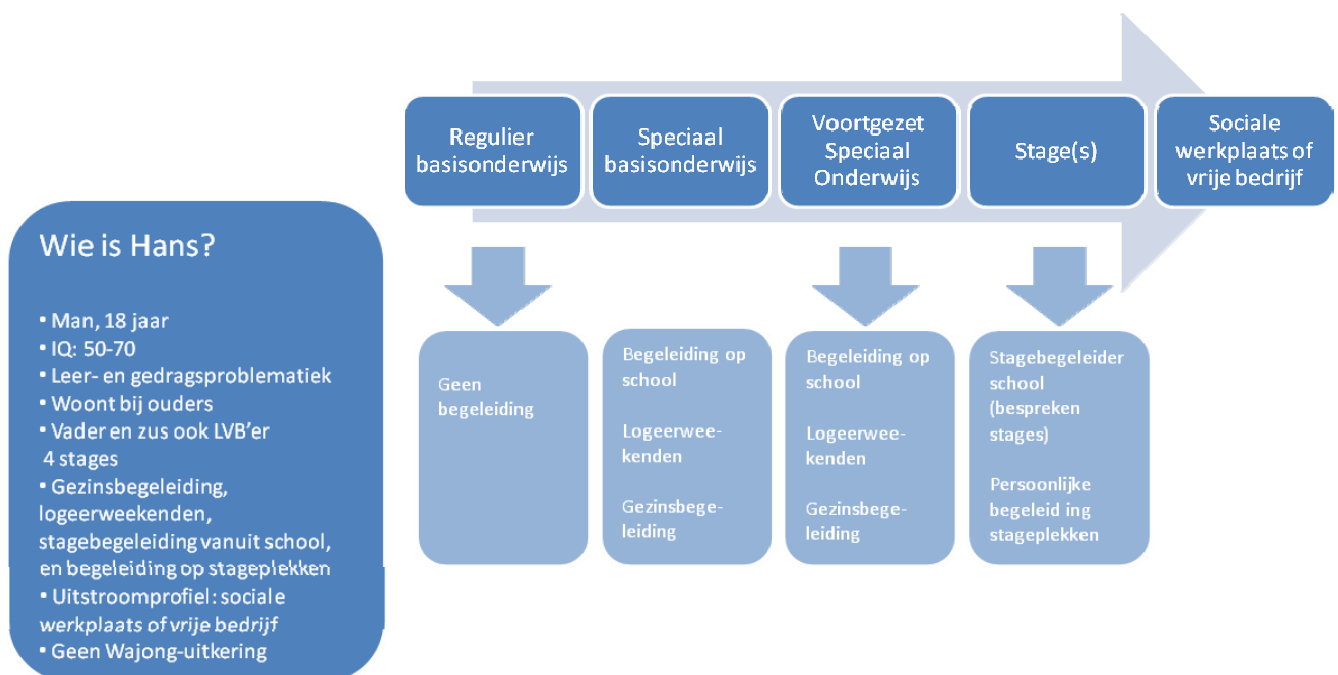 Regulier
basisonderwijs
Speciaal
basisonderwijs
Voortgezet
Speciaal
Onderwijs
Stage(s)
Sociale
werkplaats of
vrije bedrijf
Wie is Hans?
• Man, 18 jaar
• IQ: 50-70
• Leer- en gedragsproblematiek
• Woont bij ouders
• Vader en zus ook LVB'er
4 stages
• Gezinsbegeleiding,
logeerweekenden,
stagebegeleiding vanuit school,
en begeleiding op stageplekken
• Uitstroomprofiel: sociale
werkplaats of vrije bedrijf
• Geen Wajong-uitkering
Geen
begeleiding
Begeleiding op
school
Logeerwee-
kenden
Gezinsbege-
leiding
Begeleiding op
school
Logeerwee-
kenden
Gezinsbege-
leiding
Stagebegeleider
school
(bespreken
stages)
Persoonlijke
begeleid ing
stageplekken